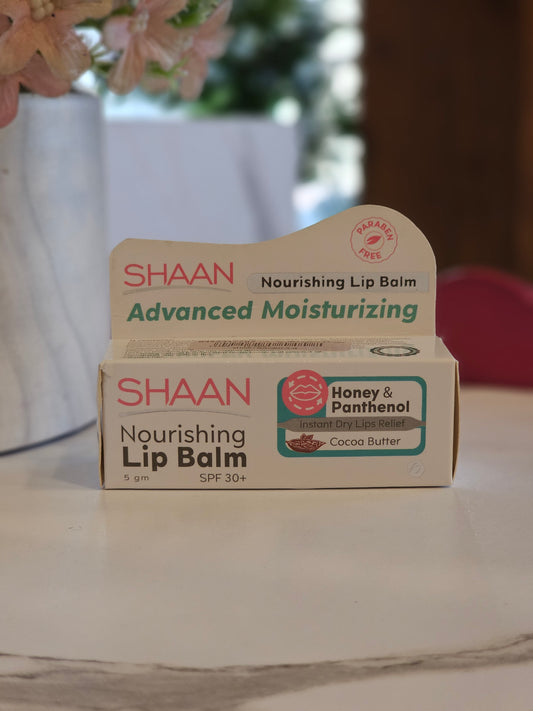 PARABEN
FREE
SHAAN
Nourishing Lip Balm
Advanced Moisturizing
SHAAN
Nourishing
Lip Balm
5 gm
SPF 30+
Honey &
Panthenol
Instant Dry Lips Relief
Cocoa Butter